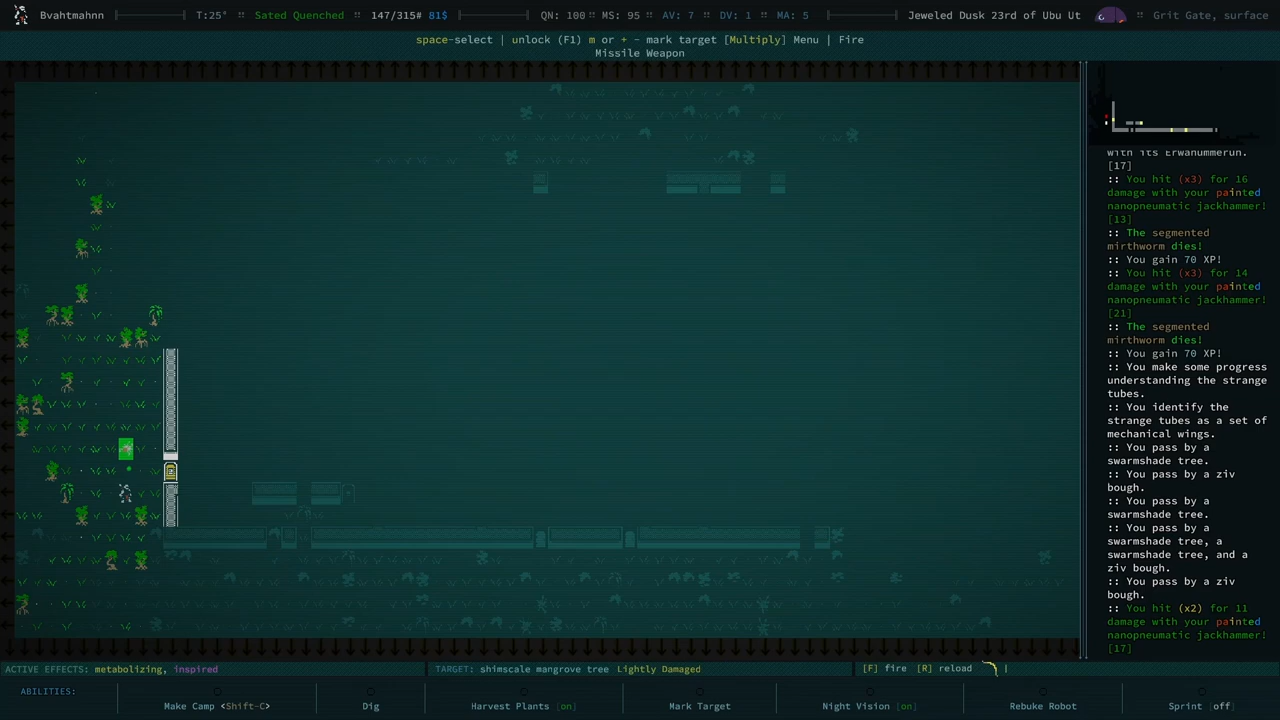 Bvahtmahn T:25° Sated Quenched 147/315# 81$ QN: 100 MS: 95 AV: 7 DV: 1 MA: 5 Jeweled Dusk 23rd of Ubu Ut Grit Gate, surface
space-select | unlock (F1) m or + - mark target [Multiply] Menu | Fire
Missile Weapon
with its Erwanummerun.
[17]
:: You hit (x3) for 16
damage with your painted
nanopneumatic jackhammer!
[13]
:: The segmented
mirthworm dies!
:: You gain 70 XP!
:: You hit (x3) for 14
damage with your painted
nanopneumatic jackhammer!
[21]
:: The segmented
mirthworm dies!
:: You gain 70 XP!
:: You make some progress
understanding the strange
tubes.
:: You identify the
strange tubes as a set of
mechanical wings.
:: You pass by a
swarmshade tree.
:: You pass by a ziv
bough.
:: You pass by a
swarmshade tree.
:: You pass by a
swarmshade tree, a
swarmshade tree, and a
ziv bough.
:: You pass by a ziv
bough.
:: You hit (x2) for 11
damage with your painted
nanopneumatic jackhammer!
[17]
ACTIVE EFFECTS: metabolizing, inspired TARGET: shimscale mangrove tree Lightly Damaged [F] fire [R] reload
ABILITIES: Make Camp <Shift-C> Dig Harvest Plants [on] Mark Target Night Vision [on] Rebuke Robot Sprint [off]